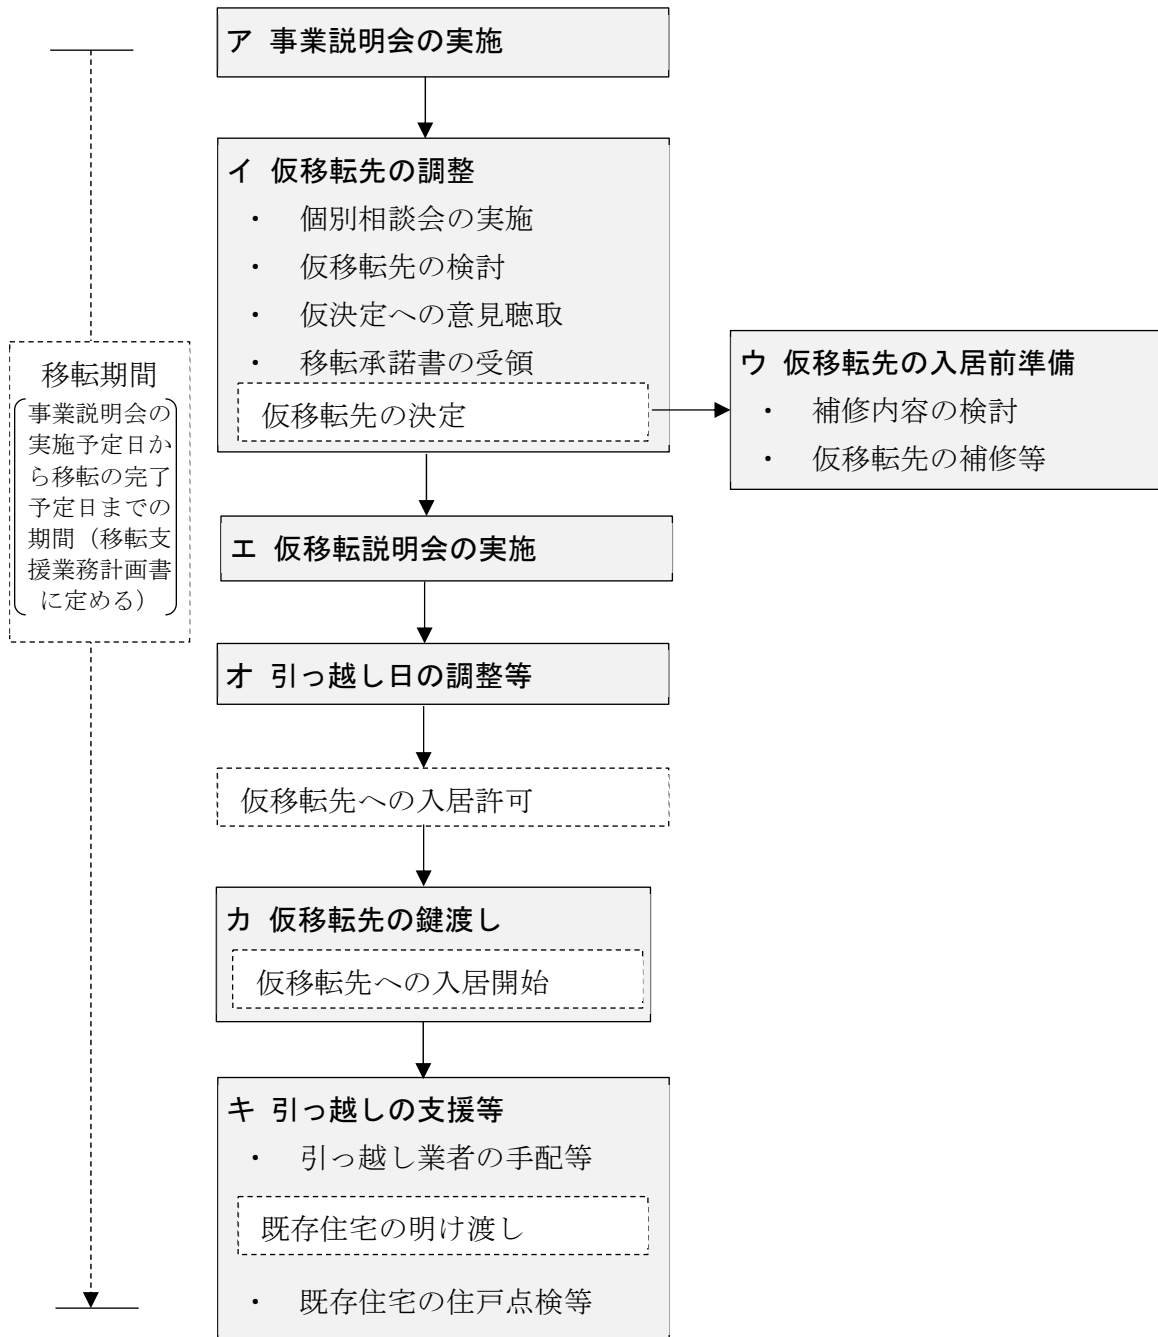 ア 事業説明会の実施
イ 仮移転先の調整
・ 個別相談会の実施
・ 仮移転先の検討
・ 仮決定への意見聴取
・ 移転承諾書の受領
仮移転先の決定
ウ 仮移転先の入居前準備
・ 補修内容の検討
・ 仮移転先の補修等
移転期間
事業説明会の
実施予定日か
ら移転の完了
予定日までの
期間（移転支
援業務計画書
に定める）
エ 仮移転説明会の実施
オ 引っ越し日の調整等
仮移転先への入居許可
カ 仮移転先の鍵渡し
仮移転先への入居開始
キ 引っ越しの支援等
・ 引っ越し業者の手配等
既存住宅の明け渡し
・ 既存住宅の住戸点検等